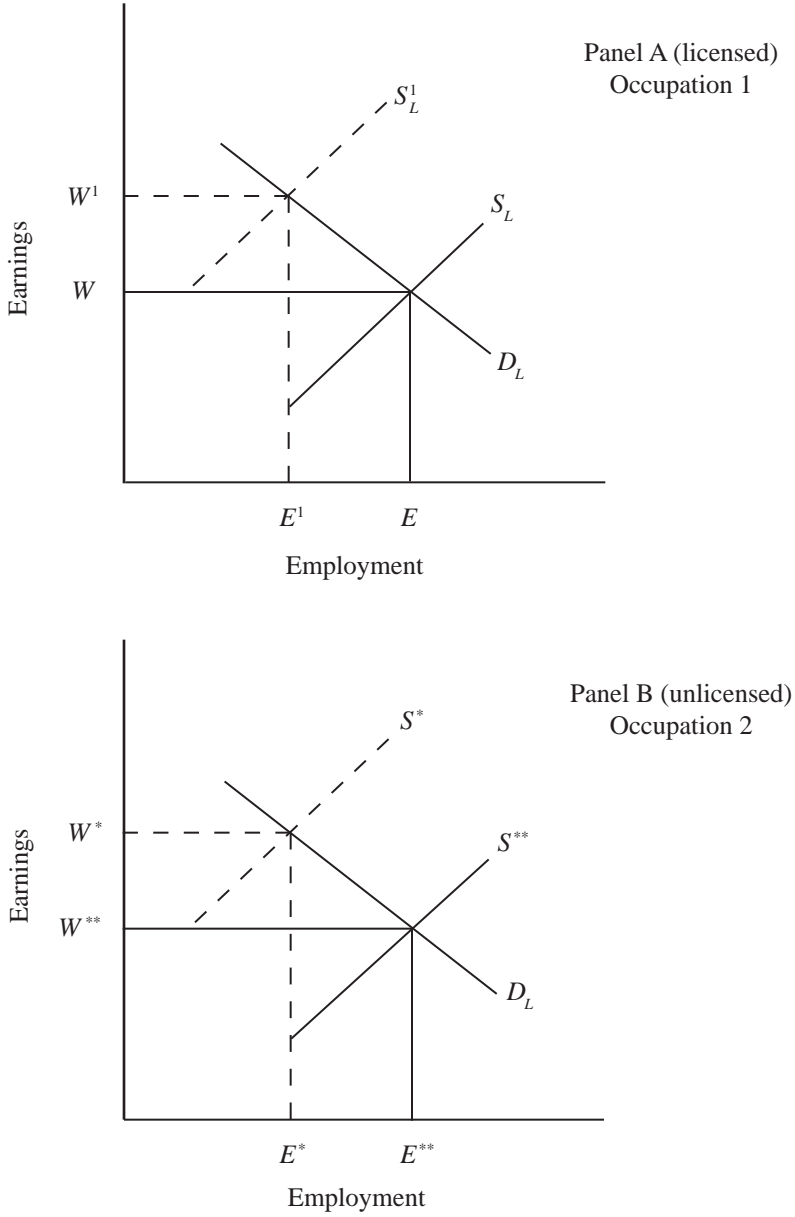 Panel A (licensed)
Occupation 1
S_L^1
W^1
S_L
Earnings
W
D_L
E^1
E
Employment
Panel B (unlicensed)
Occupation 2
S^*
W^*
S^**
Earnings
W^**
D_L
E^*
E^**
Employment